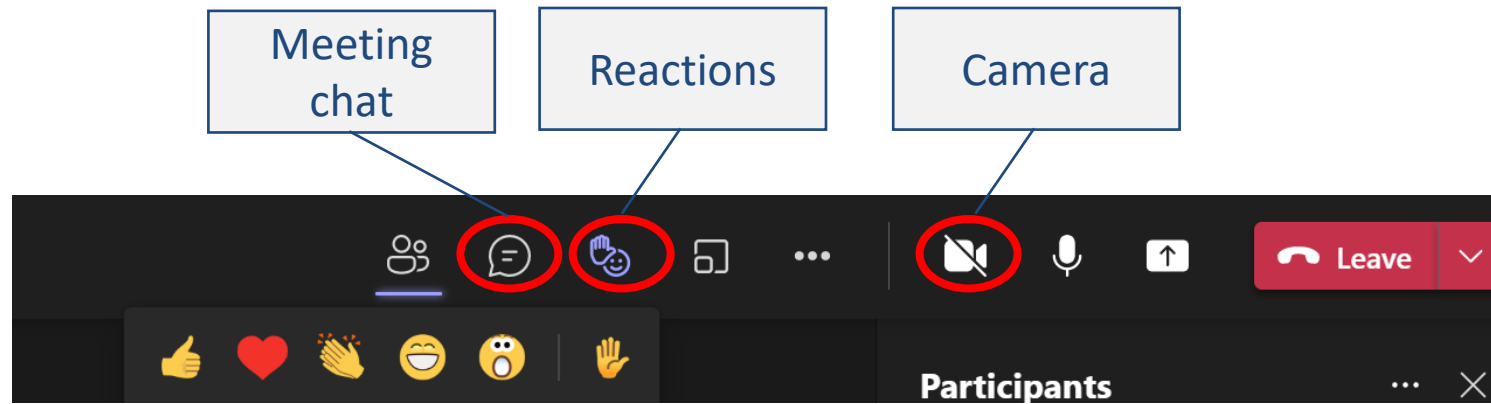 Meeting
chat
Reactions
Camera
Leave
Participants